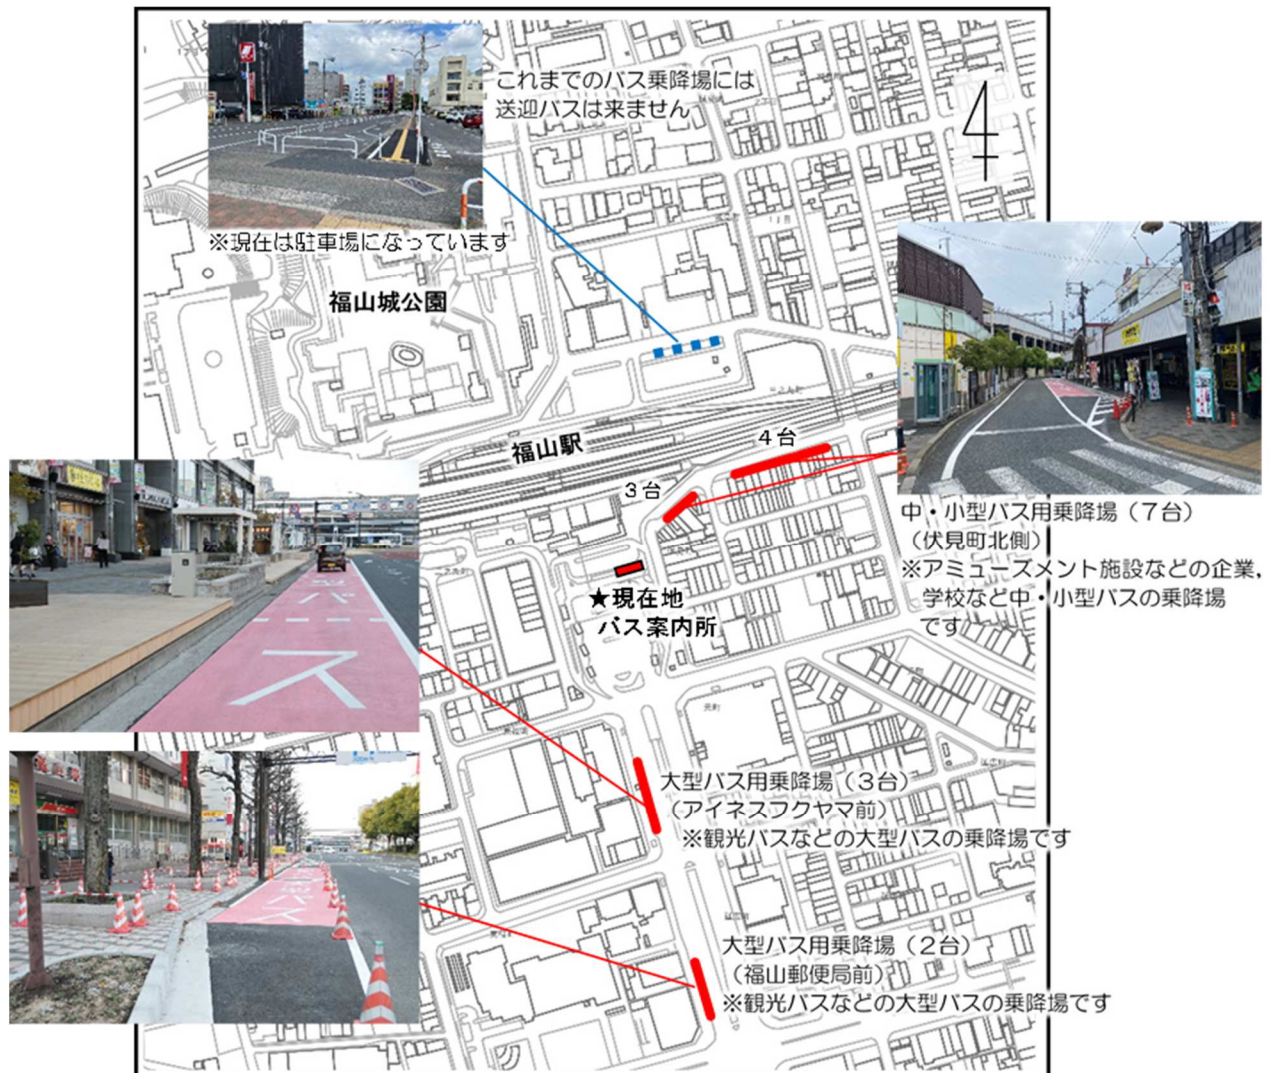 これまでのバス乗降場には
送迎バスは来ません
※現在は駐車場になっています
福山城公園
福山駅
4台
3台
中・小型バス用乗降場（7台）
（伏見町北側）
※アミューズメント施設などの企業，
学校など中・小型バスの乗降場
です
★現在地
バス案内所
元町
バス
大型バス用乗降場（3台）
（アイネスフクヤマ前）
※観光バスなどの大型バスの乗降場です
大型バス用乗降場（2台）
（福山郵便局前）
※観光バスなどの大型バスの乗降場です